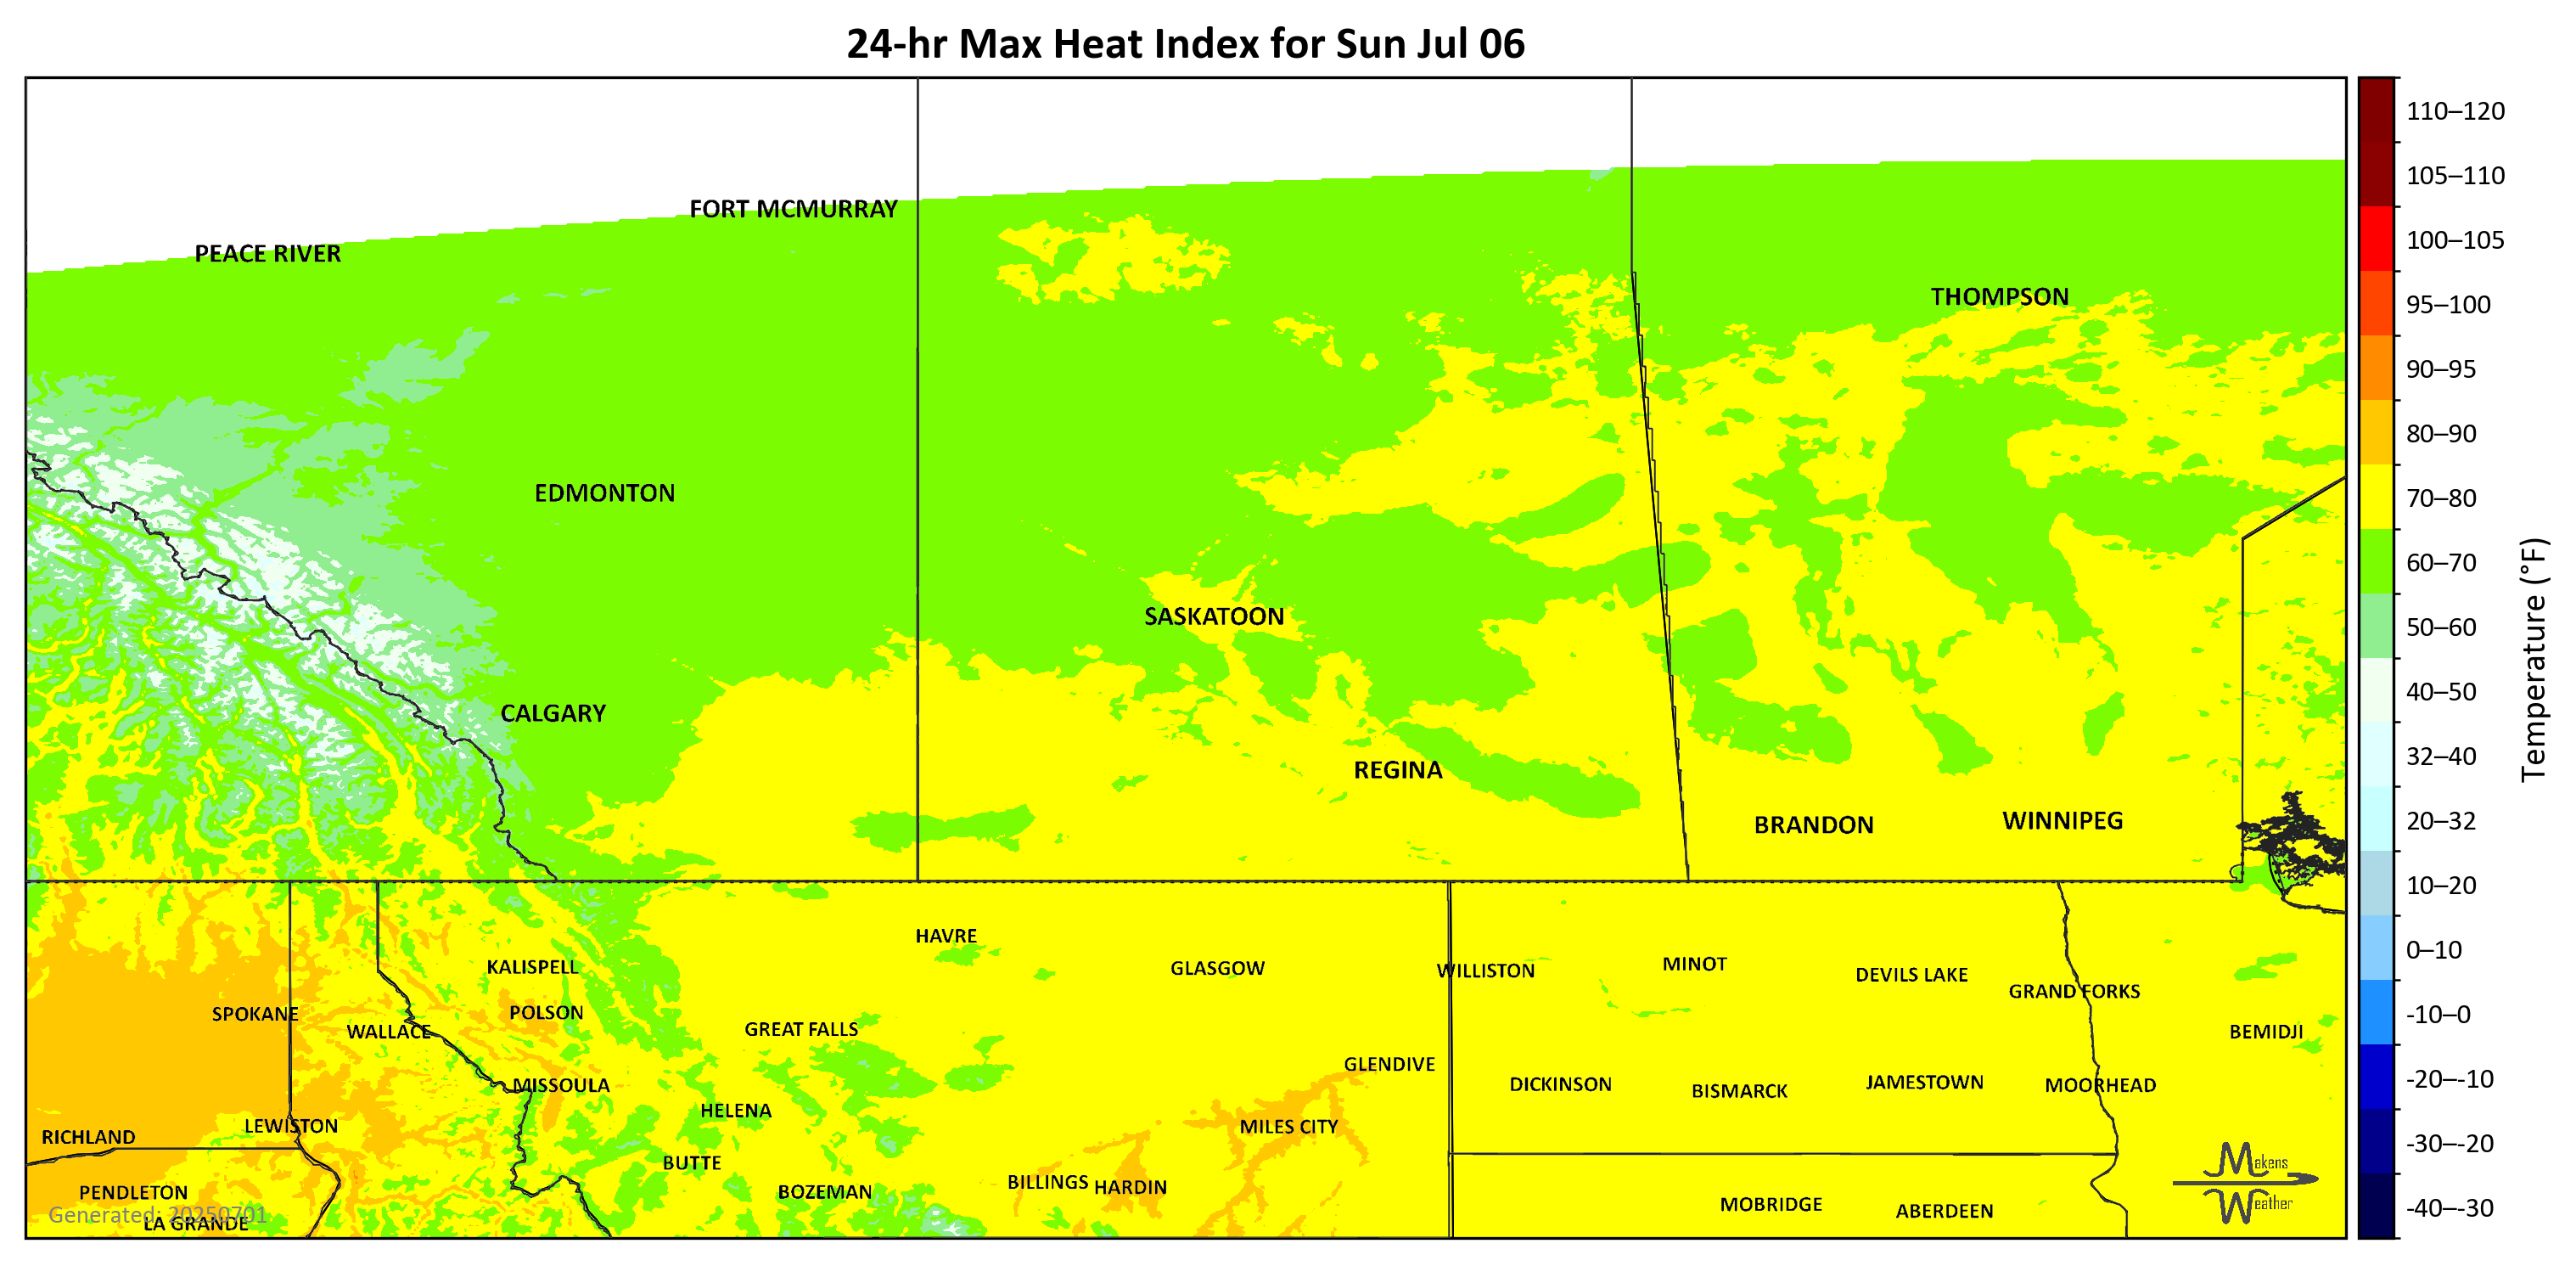 24-hr Max Heat Index for Sun Jul 06
FORT MCMURRAY
PEACE RIVER
THOMPSON
EDMONTON
SASKATOON
CALGARY
REGINA
BRANDON
WINNIPEG
HAVRE
KALISPELL
GLASGOW
WILLISTON
MINOT
DEVILS LAKE
GRAND FORKS
SPOKANE
POLSON
WALLACE
GREAT FALLS
BEMIDJI
GLENDIVE
MISSOULA
DICKINSON
BISMARCK
JAMESTOWN
MOORHEAD
HELENA
LEWISTON
MILES CITY
RICHLAND
BUTTE
BILLINGS
HARDIN
PENDLETON
BOZEMAN
MOBRIDGE
ABERDEEN
LA GRANDE
Generated: 20250701
Makens
Weather
110–120
105–110
100–105
95–100
90–95
80–90
70–80
60–70
50–60
40–50
32–40
20–32
10–20
0–10
-10–0
-20–-10
-30–-20
-40–-30
Temperature (°F)